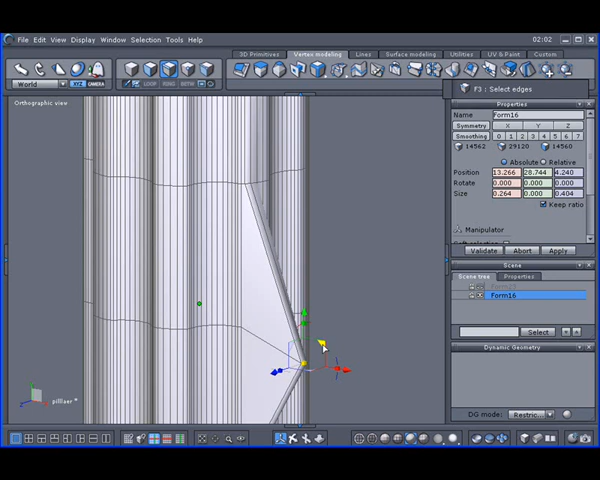 File Edit View Display Window Selection Tools Help
02:02
3D Primitives Vertex modeling Lines Surface modeling Utilities UV & Paint Custom
World XYZ CAMERA
LOOP RING BETW
F3 : Select edges
Orthographic view
Properties
Name Form16
Symmetry X Y Z
Smoothing 0 1 2 3 4 5 6 7
14562 29120 14560
Absolute Relative
Position 13.266 28.744 4.240
Rotate 0.000 0.000 0.000
Size 0.264 0.000 0.404
Keep ratio
Manipulator
Validate Abort Apply
Scene
Scene tree Properties
Form16
Select
Dynamic Geometry
DG mode: Restric...
pilllaer *